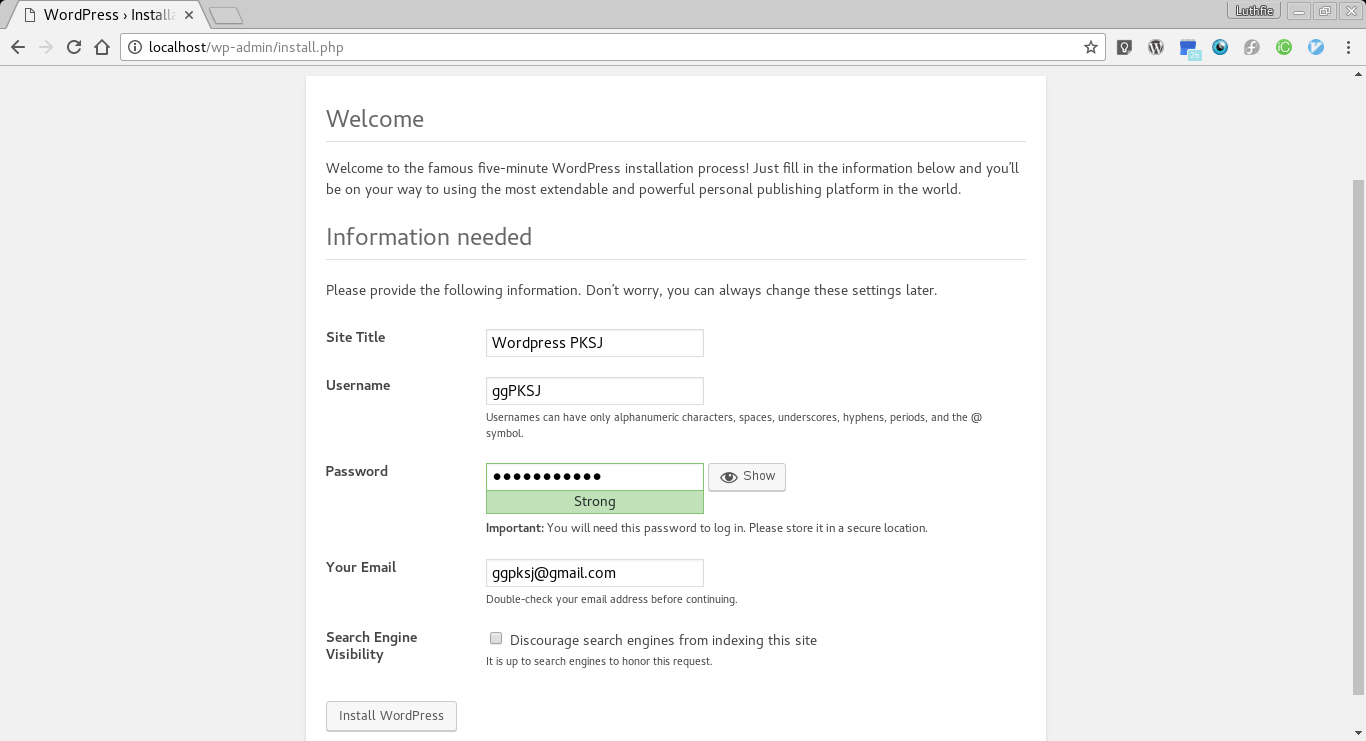 WordPress › Installa
Luthfie
localhost/wp-admin/install.php
2h
Welcome
Welcome to the famous five-minute WordPress installation process! Just fill in the information below and you’ll
be on your way to using the most extendable and powerful personal publishing platform in the world.
Information needed
Please provide the following information. Don’t worry, you can always change these settings later.
Site Title
Wordpress PKSJ
Username
ggPKSJ
Usernames can have only alphanumeric characters, spaces, underscores, hyphens, periods, and the @
symbol.
Password
●●●●●●●●●●●
Show
Strong
Important: You will need this password to log in. Please store it in a secure location.
Your Email
ggpksj@gmail.com
Double-check your email address before continuing.
Search Engine
Visibility
Discourage search engines from indexing this site
It is up to search engines to honor this request.
Install WordPress